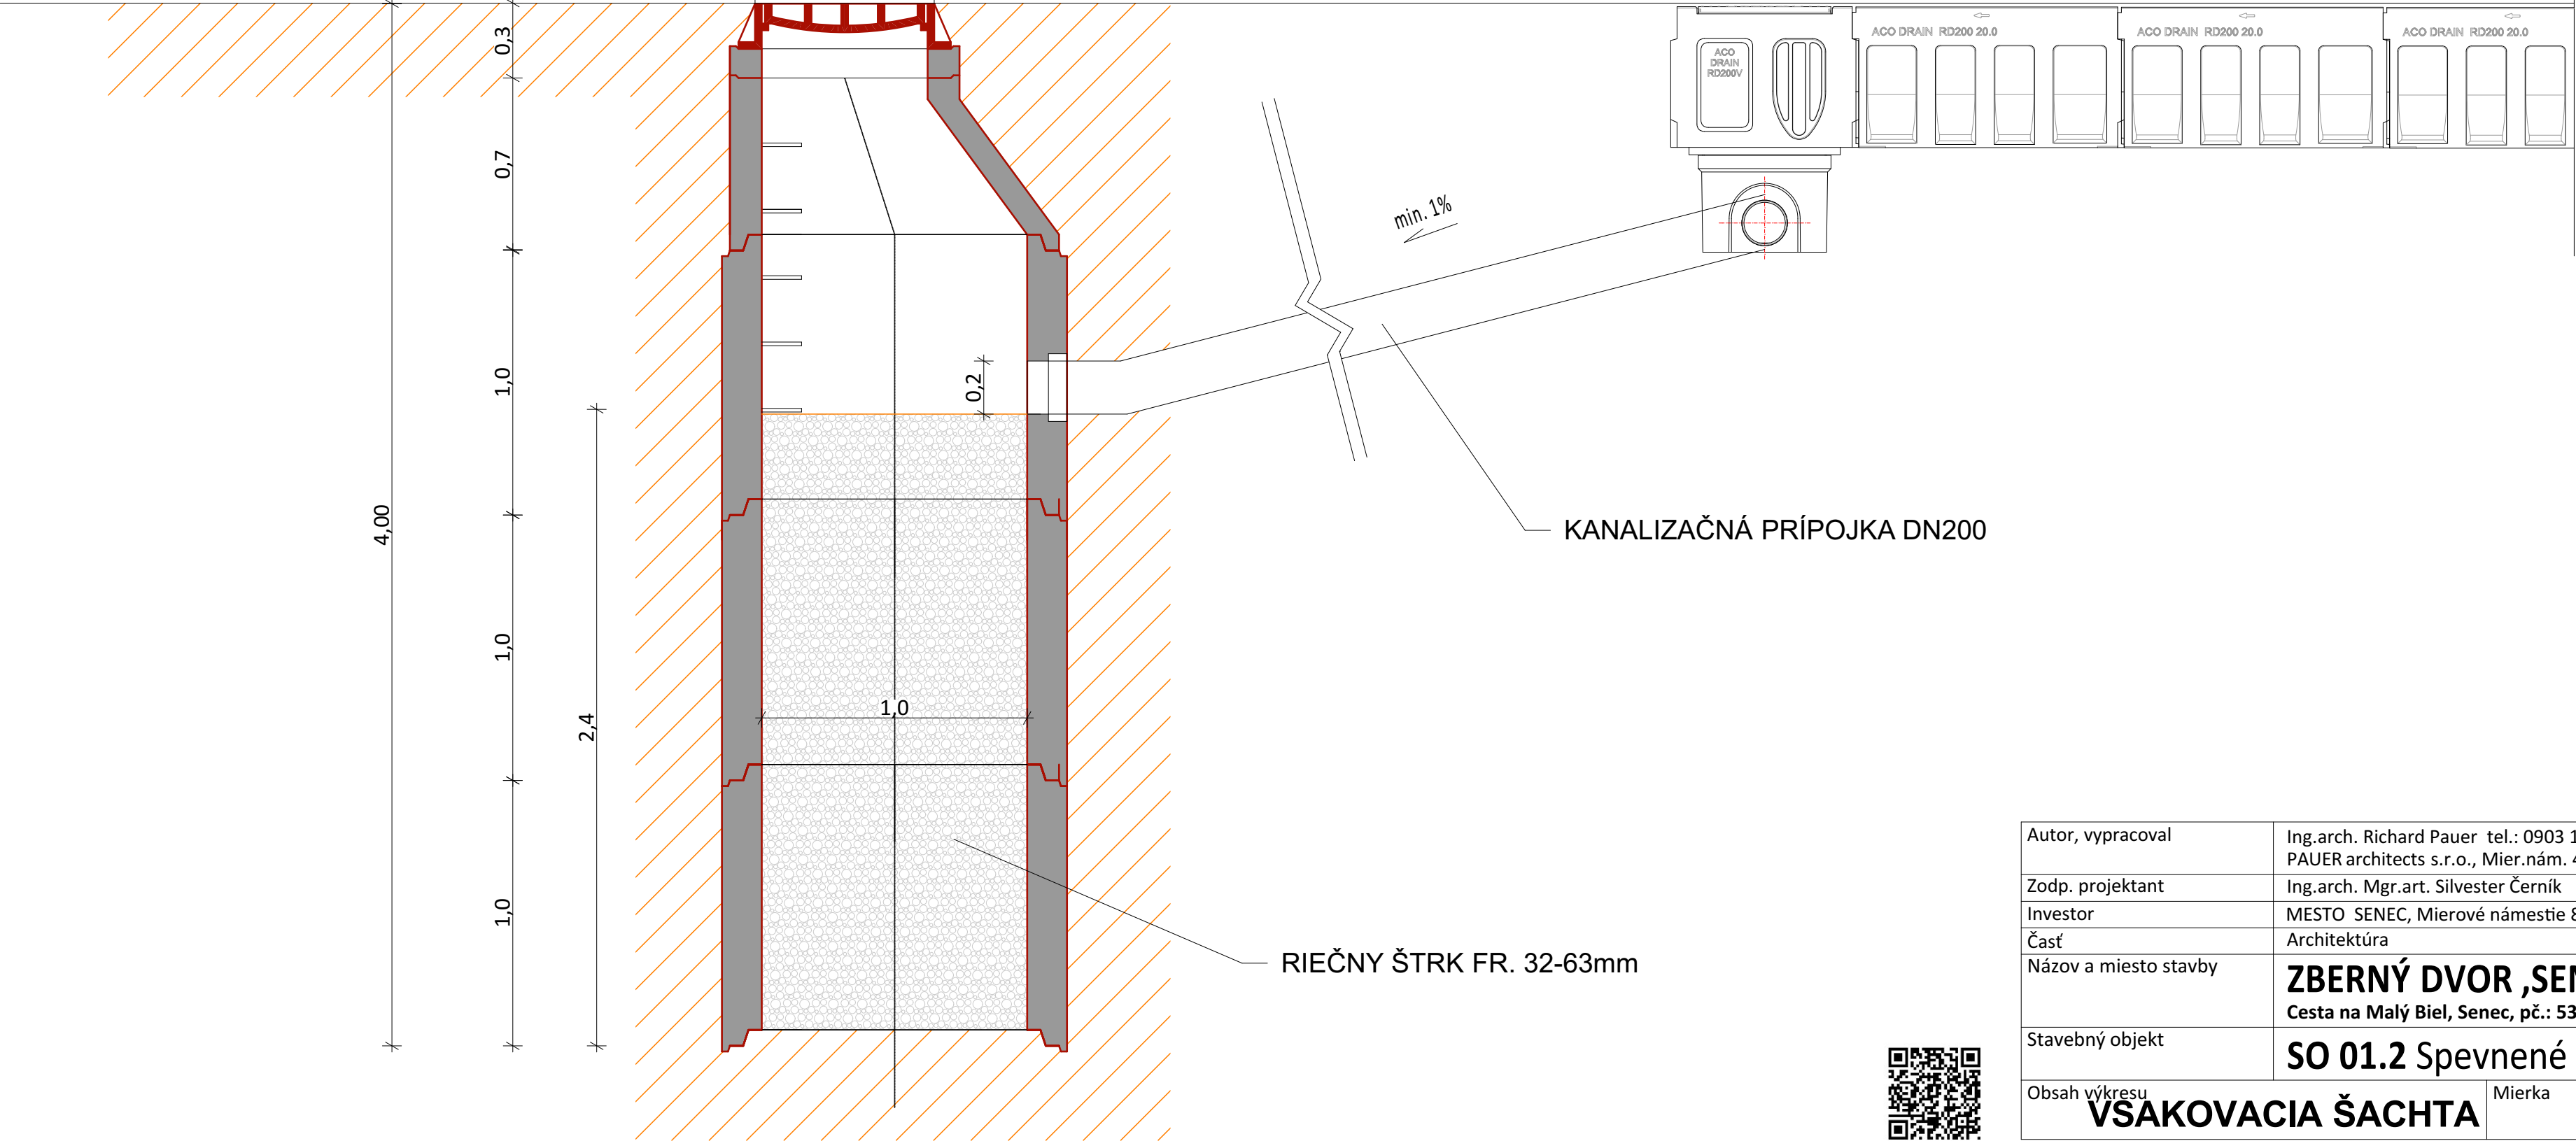 0,3
0,7
1,0
1,0
1,0
4,00
2,4
0,2
1,0
min. 1%
ACO
DRAIN
RD200V
ACO DRAIN RD200 20.0
ACO DRAIN RD200 20.0
ACO DRAIN RD200 20.0
KANALIZAČNÁ PRÍPOJKA DN200
RIEČNY ŠTRK FR. 32-63mm
Autor, vypracoval
Ing.arch. Richard Pauer tel.: 0903 1
PAUER architects s.r.o., Mier.nám. 4
Zodp. projektant
Ing.arch. Mgr.art. Silvester Černík
Investor
MESTO SENEC, Mierové námestie 8
Časť
Architektúra
Názov a miesto stavby
ZBERNÝ DVOR ,SEN
Cesta na Malý Biel, Senec, pč.: 53
Stavebný objekt
SO 01.2 Spevnené
Obsah výkresu
VSAKOVACIA ŠACHTA
Mierka